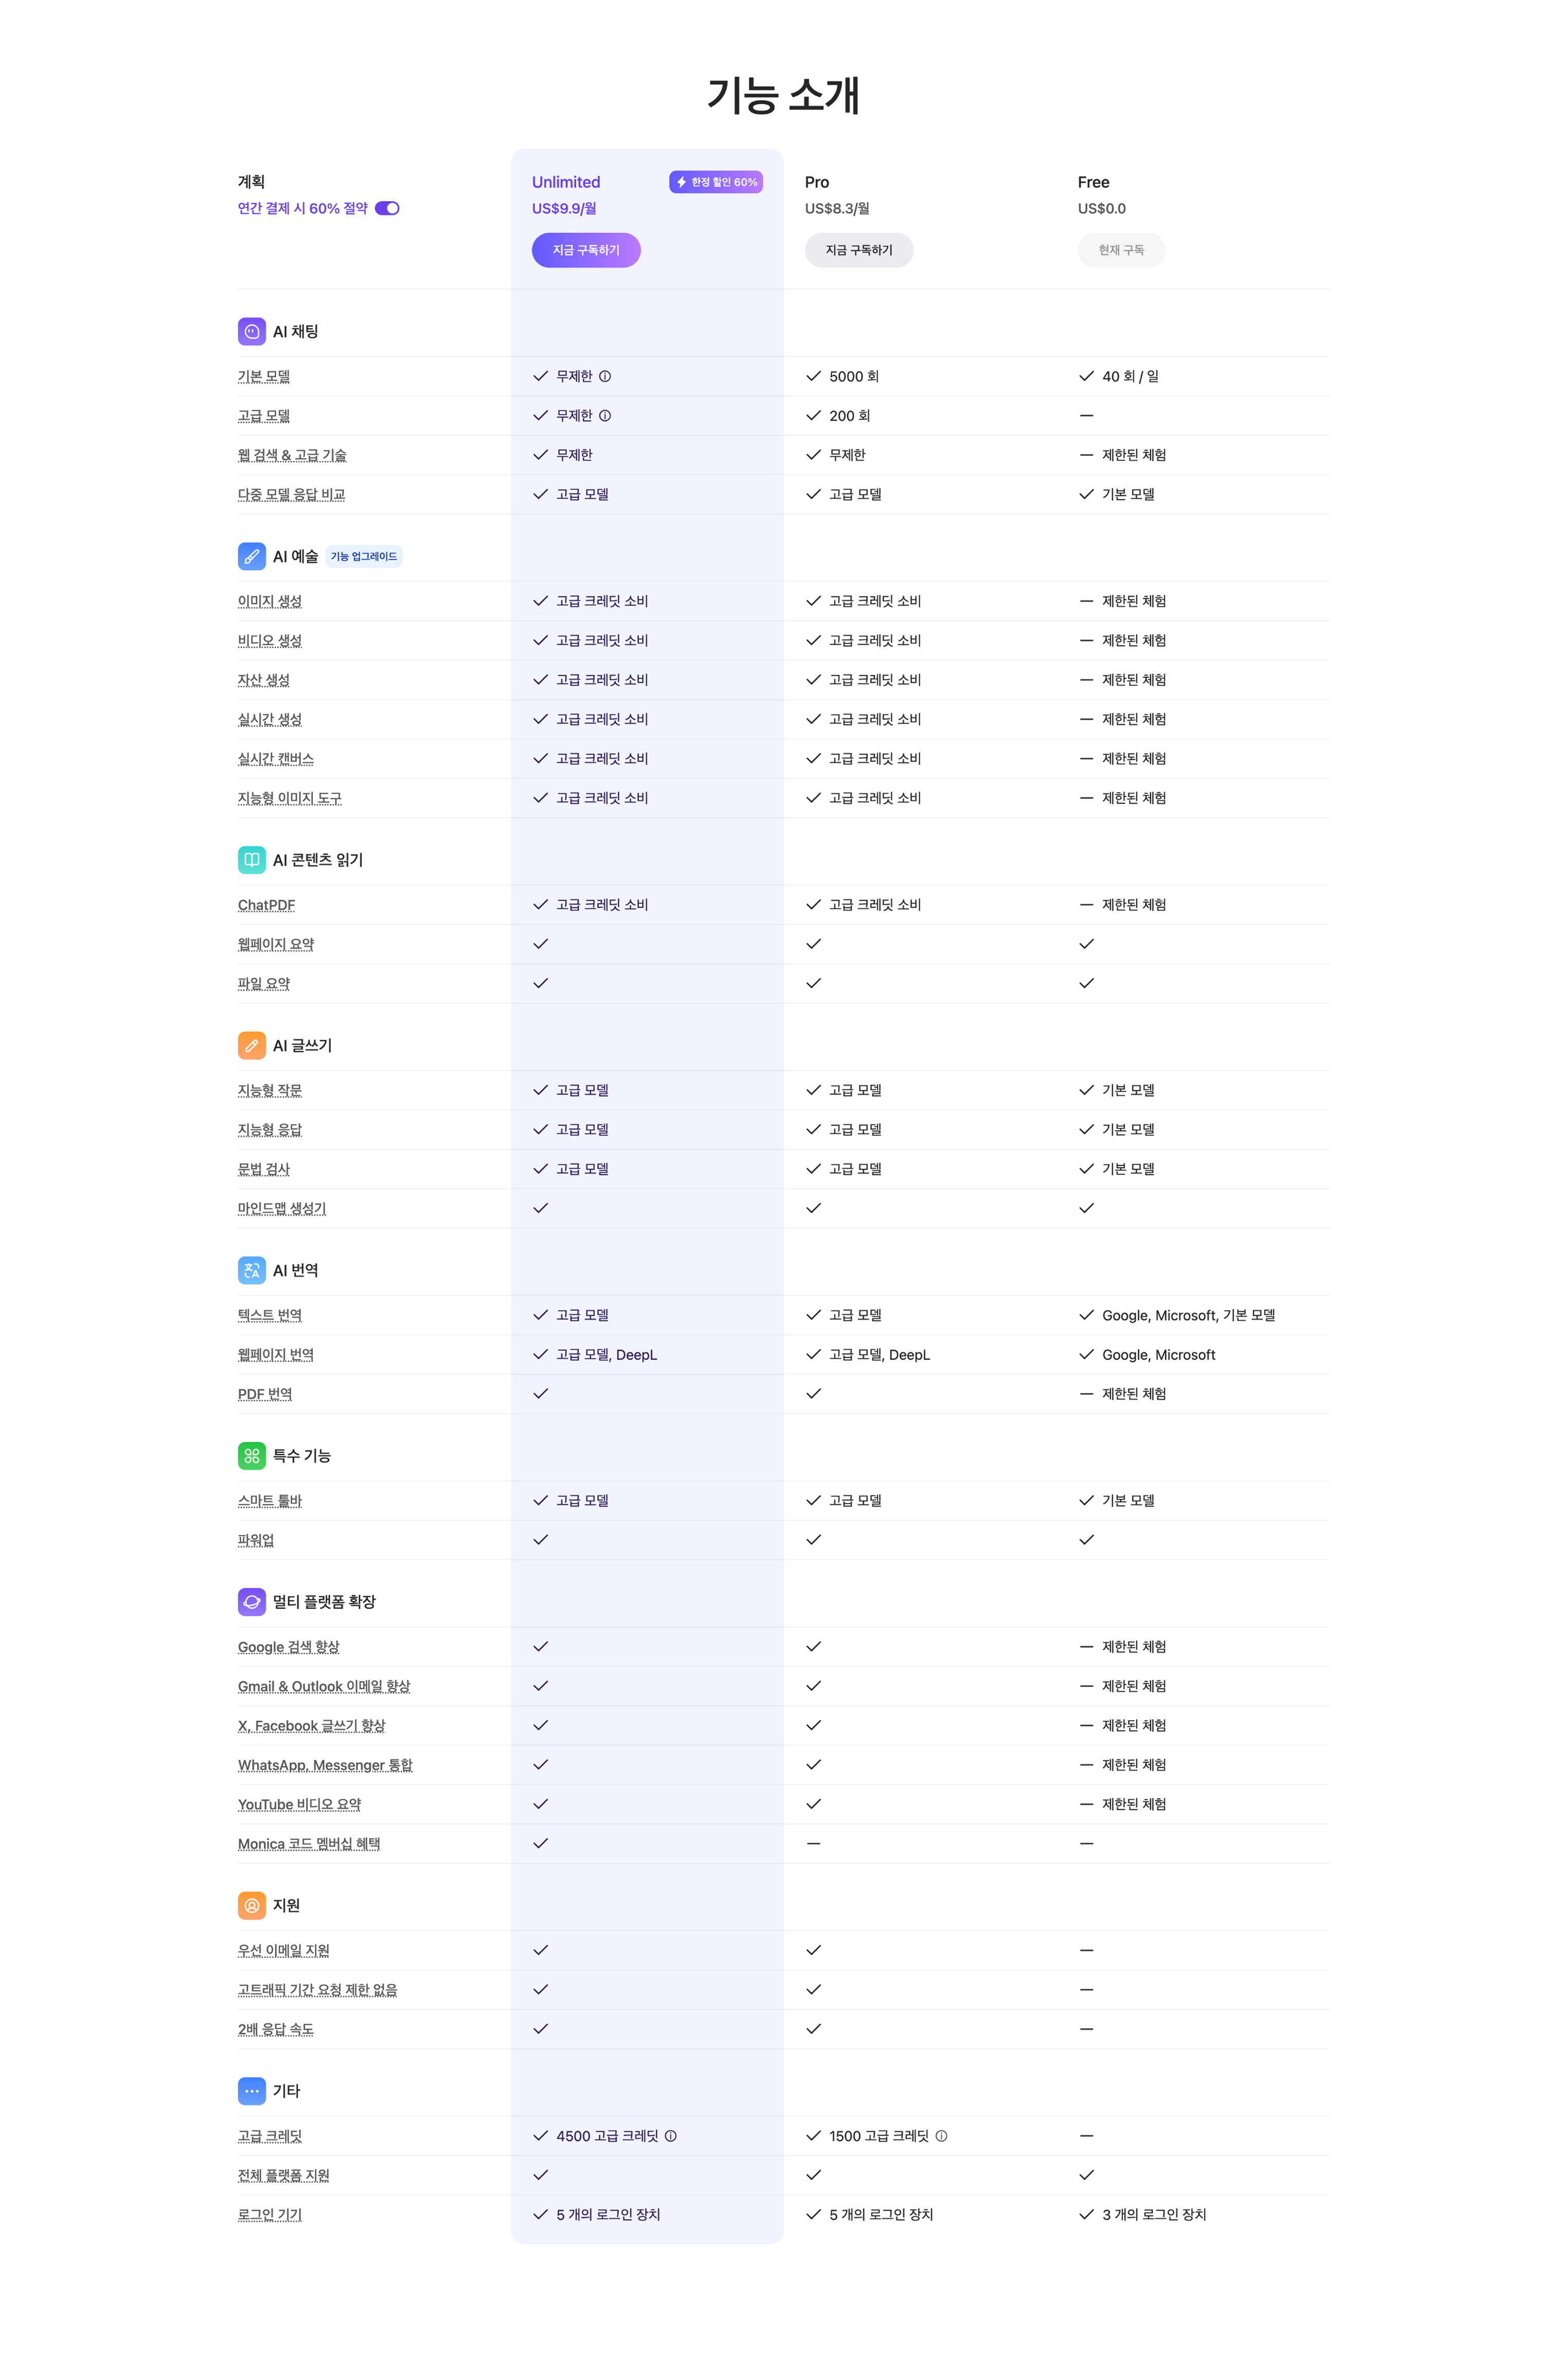 기능 소개
계획
연간 결제 시 60% 절약
Unlimited
한정 할인 60%
US$9.9/월
지금 구독하기
Pro
US$8.3/월
지금 구독하기
Free
US$0.0
현재 구독
AI 채팅
기본 모델 무제한 5000 회 40 회 / 일
고급 모델 무제한 200 회
웹 검색 & 고급 기술 무제한 무제한 제한된 체험
다중 모델 응답 비교 고급 모델 고급 모델 기본 모델
AI 예술 기능 업그레이드
이미지 생성 고급 크레딧 소비 고급 크레딧 소비 제한된 체험
비디오 생성 고급 크레딧 소비 고급 크레딧 소비 제한된 체험
자산 생성 고급 크레딧 소비 고급 크레딧 소비 제한된 체험
실시간 생성 고급 크레딧 소비 고급 크레딧 소비 제한된 체험
실시간 캔버스 고급 크레딧 소비 고급 크레딧 소비 제한된 체험
지능형 이미지 도구 고급 크레딧 소비 고급 크레딧 소비 제한된 체험
AI 콘텐츠 읽기
ChatPDF 고급 크레딧 소비 고급 크레딧 소비 제한된 체험
웹페이지 요약
파일 요약
AI 글쓰기
지능형 작문 고급 모델 고급 모델 기본 모델
지능형 응답 고급 모델 고급 모델 기본 모델
문법 검사 고급 모델 고급 모델 기본 모델
마인드맵 생성기
AI 번역
텍스트 번역 고급 모델 고급 모델 Google, Microsoft, 기본 모델
웹페이지 번역 고급 모델, DeepL 고급 모델, DeepL Google, Microsoft
PDF 번역 제한된 체험
특수 기능
스마트 툴바 고급 모델 고급 모델 기본 모델
파워업
멀티 플랫폼 확장
Google 검색 향상 제한된 체험
Gmail & Outlook 이메일 향상 제한된 체험
X, Facebook 글쓰기 향상 제한된 체험
WhatsApp, Messenger 통합 제한된 체험
YouTube 비디오 요약 제한된 체험
Monica 코드 멤버십 혜택
지원
우선 이메일 지원
고트래픽 기간 요청 제한 없음
2배 응답 속도
기타
고급 크레딧 4500 고급 크레딧 1500 고급 크레딧
전체 플랫폼 지원
로그인 기기 5 개의 로그인 장치 5 개의 로그인 장치 3 개의 로그인 장치